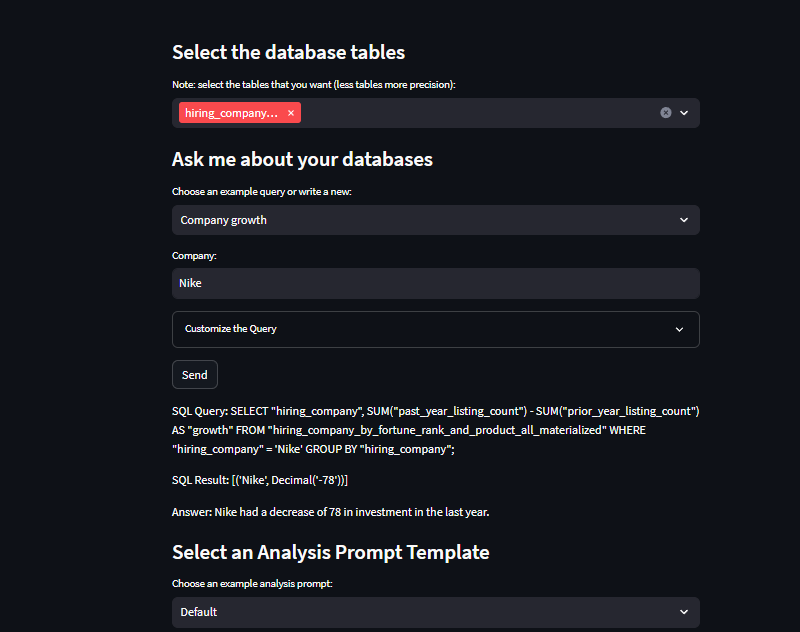 Select the database tables
Note: select the tables that you want (less tables more precision):
hiring_company...
Ask me about your databases
Choose an example query or write a new:
Company growth
Company:
Nike
Customize the Query
Send
SQL Query: SELECT "hiring_company", SUM("past_year_listing_count") - SUM("prior_year_listing_count")
AS "growth" FROM "hiring_company_by_fortune_rank_and_product_all_materialized" WHERE
"hiring_company" = 'Nike' GROUP BY "hiring_company";
SQL Result: [('Nike', Decimal('-78'))]
Answer: Nike had a decrease of 78 in investment in the last year.
Select an Analysis Prompt Template
Choose an example analysis prompt:
Default